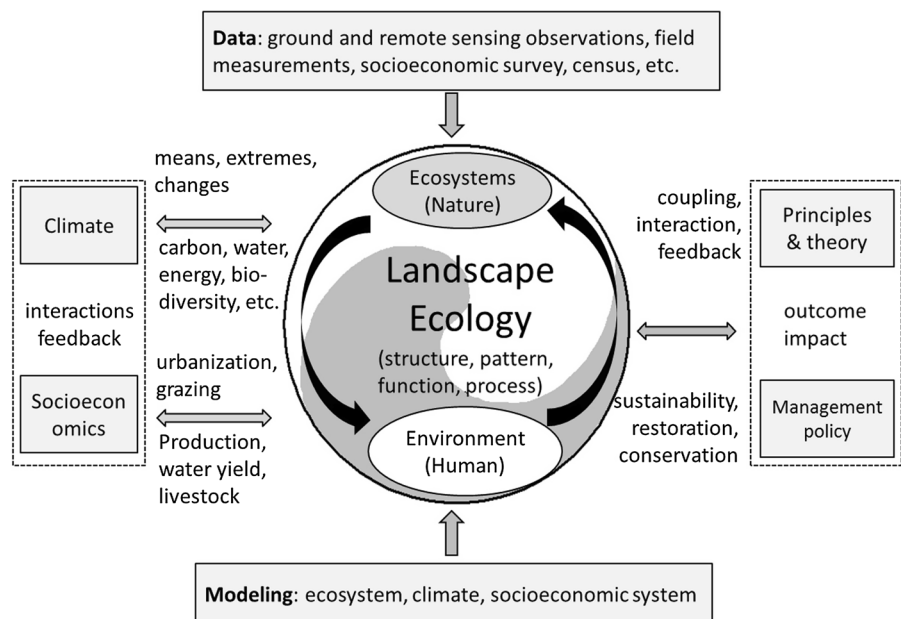 Data: ground and remote sensing observations, field
measurements, socioeconomic survey, census, etc.
means, extremes,
changes
Climate
carbon, water,
energy, bio-
diversity, etc.
interactions
feedback
urbanization,
grazing
Socioecon
omics
Production,
water yield,
livestock
Ecosystems
(Nature)
Landscape
Ecology
(structure, pattern,
function, process)
Environment
(Human)
coupling,
interaction,
feedback
Principles
& theory
outcome
impact
sustainability,
restoration,
conservation
Management
policy
Modeling: ecosystem, climate, socioeconomic system